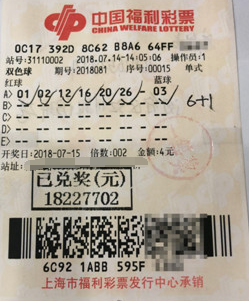 中国福利彩票
CHINA WELFARE LOTTERY
0C17 392D 8C62 B8A6 64FF
站号:31110002 2018.07.14-14:05:06 操作员:1
双色球 期号:2018081 序号:00015 单式
红球 蓝球
A) 01/02/12/16/20/26/ 03/
B)
C)
D)
E)
6+1
开奖日:2018-07-15 倍数:002 金额:4元
站址:
已兑奖(元)
18227702
6C92 1ABB 595F
上海市福利彩票发行中心承销